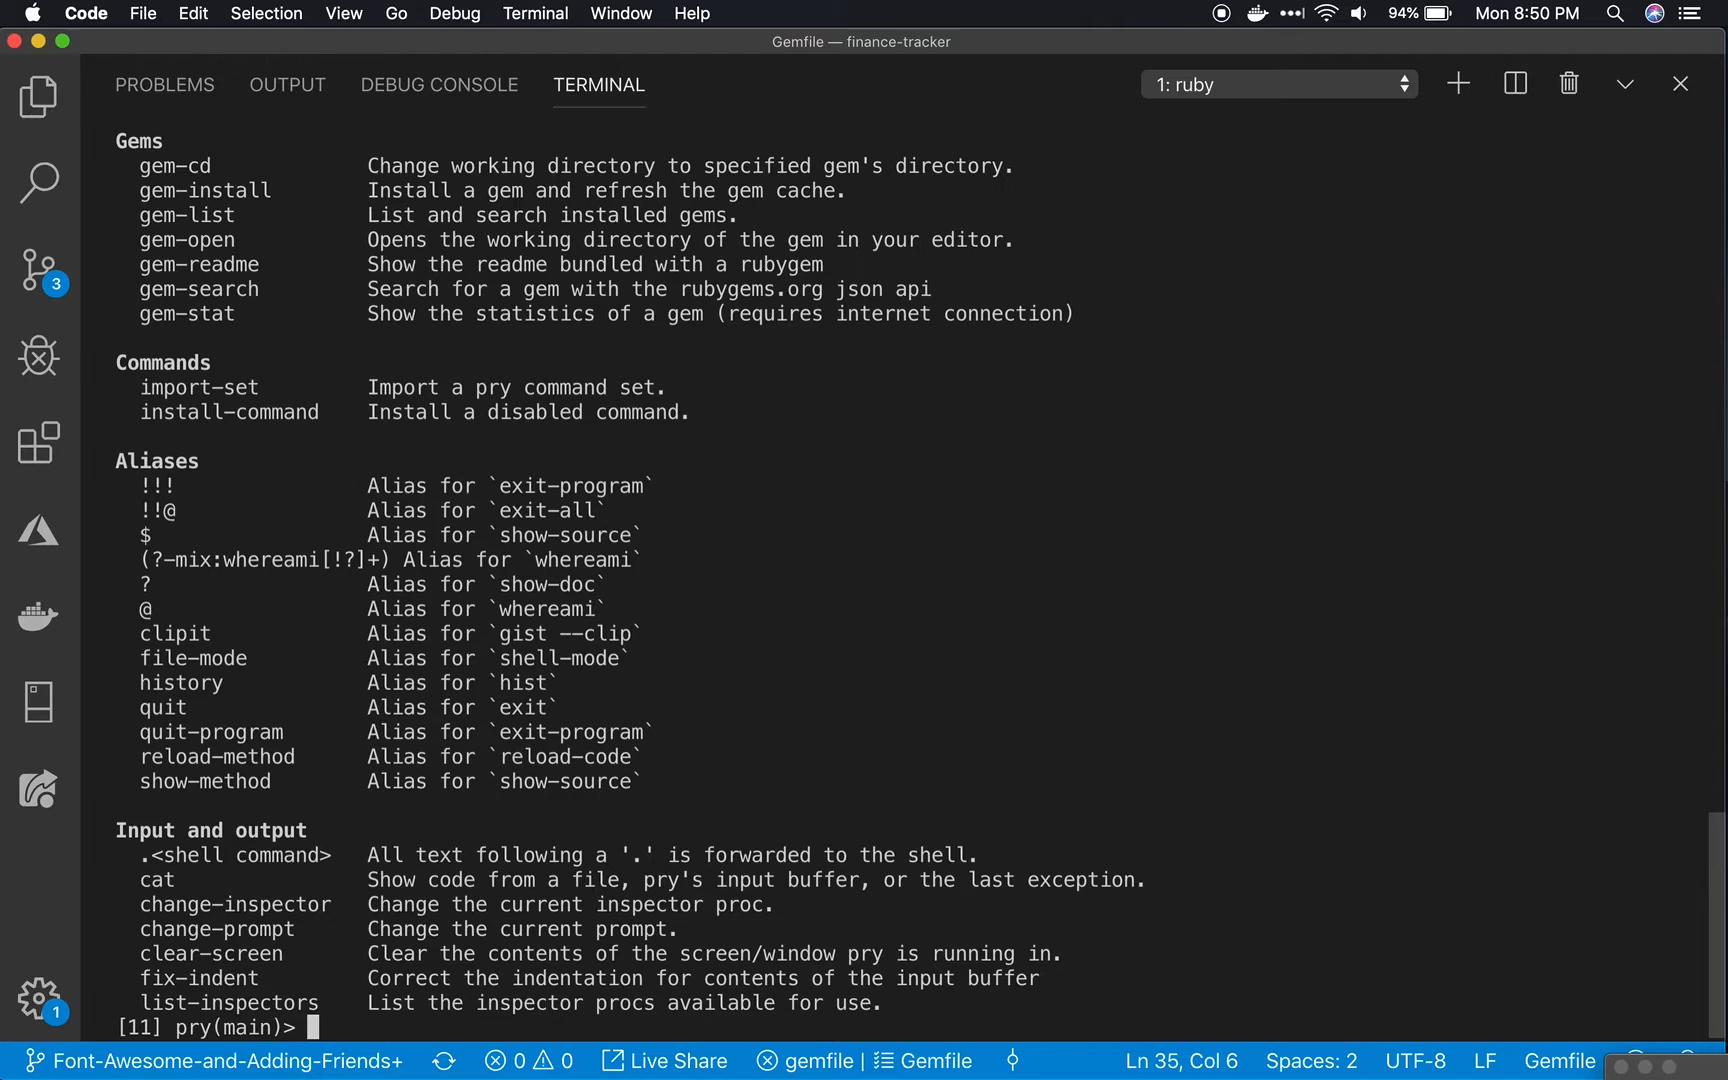 Code File Edit Selection View Go Debug Terminal Window Help 94% Mon 8:50 PM
Gemfile — finance-tracker
PROBLEMS OUTPUT DEBUG CONSOLE TERMINAL 1: ruby
Gems
gem-cd Change working directory to specified gem's directory.
gem-install Install a gem and refresh the gem cache.
gem-list List and search installed gems.
gem-open Opens the working directory of the gem in your editor.
gem-readme Show the readme bundled with a rubygem
gem-search Search for a gem with the rubygems.org json api
gem-stat Show the statistics of a gem (requires internet connection)
3
Commands
import-set Import a pry command set.
install-command Install a disabled command.
Aliases
!!! Alias for `exit-program`
!!@ Alias for `exit-all`
$ Alias for `show-source`
(?-mix:whereami[!?]+) Alias for `whereami`
? Alias for `show-doc`
@ Alias for `whereami`
clipit Alias for `gist --clip`
file-mode Alias for `shell-mode`
history Alias for `hist`
quit Alias for `exit`
quit-program Alias for `exit-program`
reload-method Alias for `reload-code`
show-method Alias for `show-source`
Input and output
.<shell command> All text following a '.' is forwarded to the shell.
cat Show code from a file, pry's input buffer, or the last exception.
change-inspector Change the current inspector proc.
change-prompt Change the current prompt.
clear-screen Clear the contents of the screen/window pry is running in.
fix-indent Correct the indentation for contents of the input buffer
list-inspectors List the inspector procs available for use.
1
[11] pry(main)>
Font-Awesome-and-Adding-Friends+ 0 0 Live Share gemfile | Gemfile Ln 35, Col 6 Spaces: 2 UTF-8 LF Gemfile